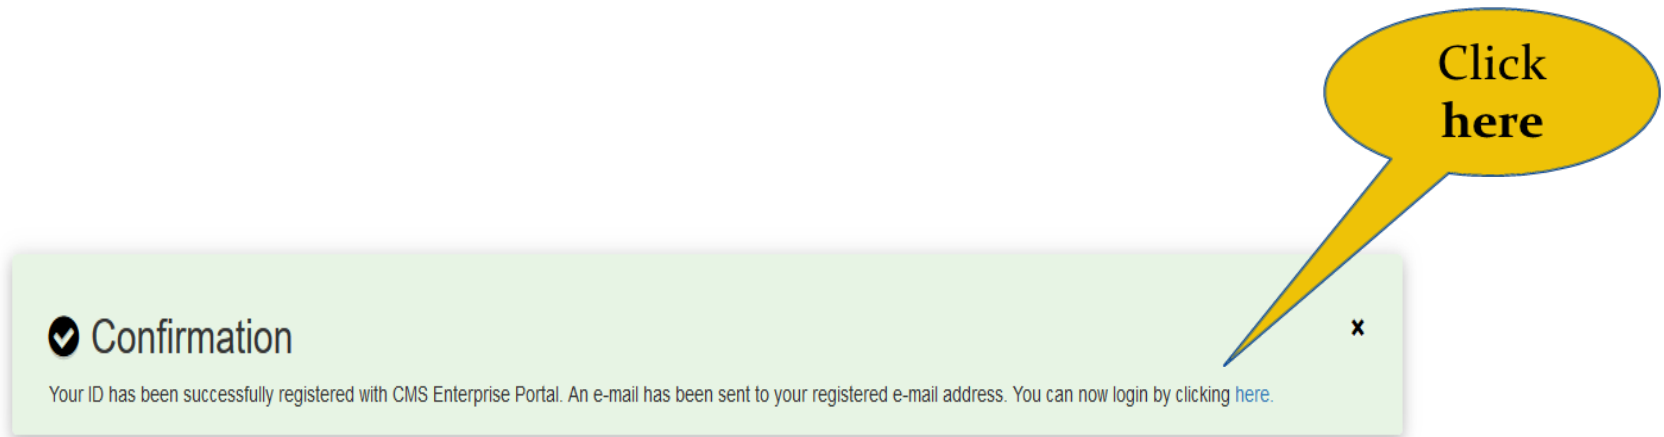 Click
here
Confirmation
Your ID has been successfully registered with CMS Enterprise Portal. An e-mail has been sent to your registered e-mail address. You can now login by clicking here.